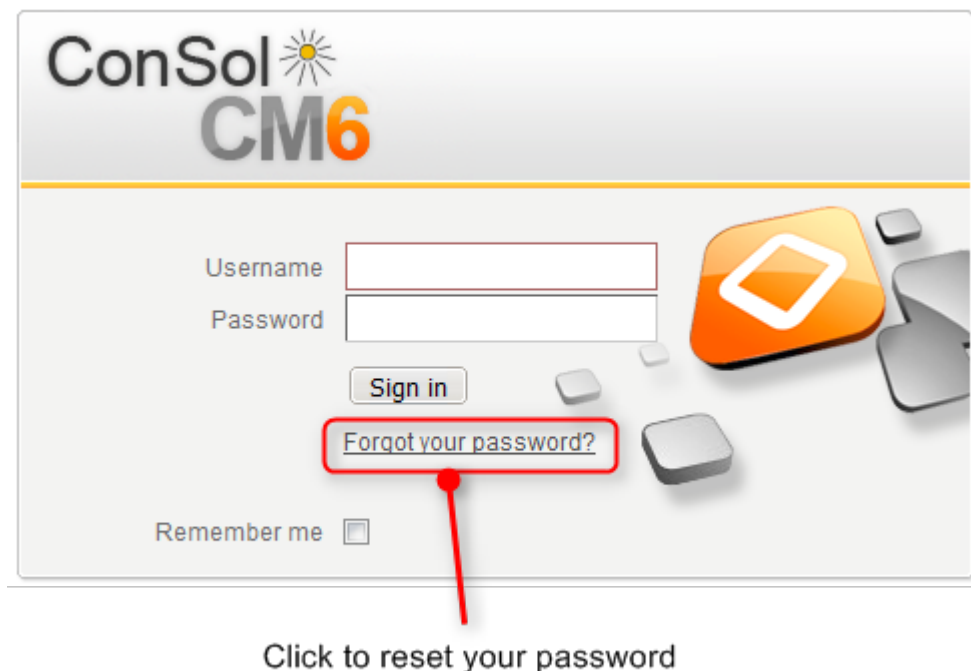 ConSol
CM6
Username
Password
Sign in
Forgot your password?
Remember me
Click to reset your password